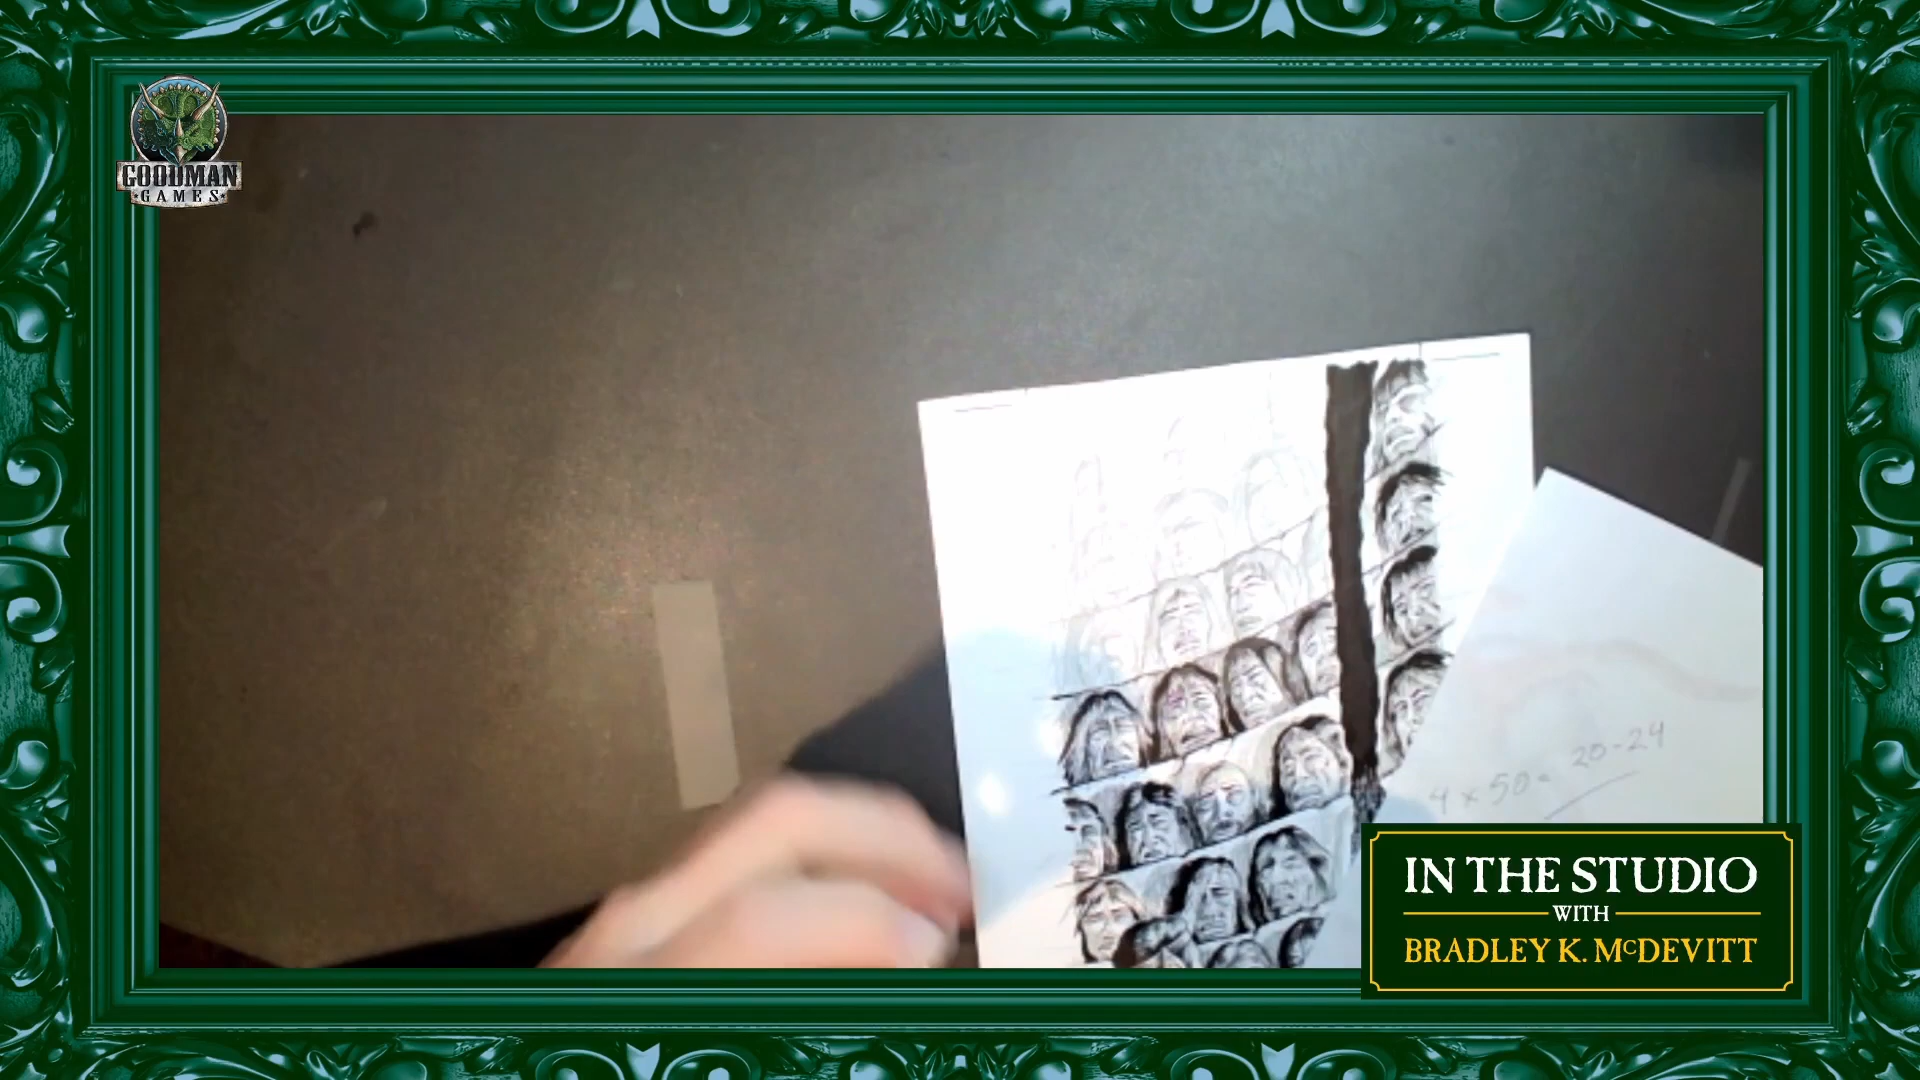 GOODMAN
GAMES
4 x 50 = 20-24
IN THE STUDIO
WITH
BRADLEY K. McDEVITT